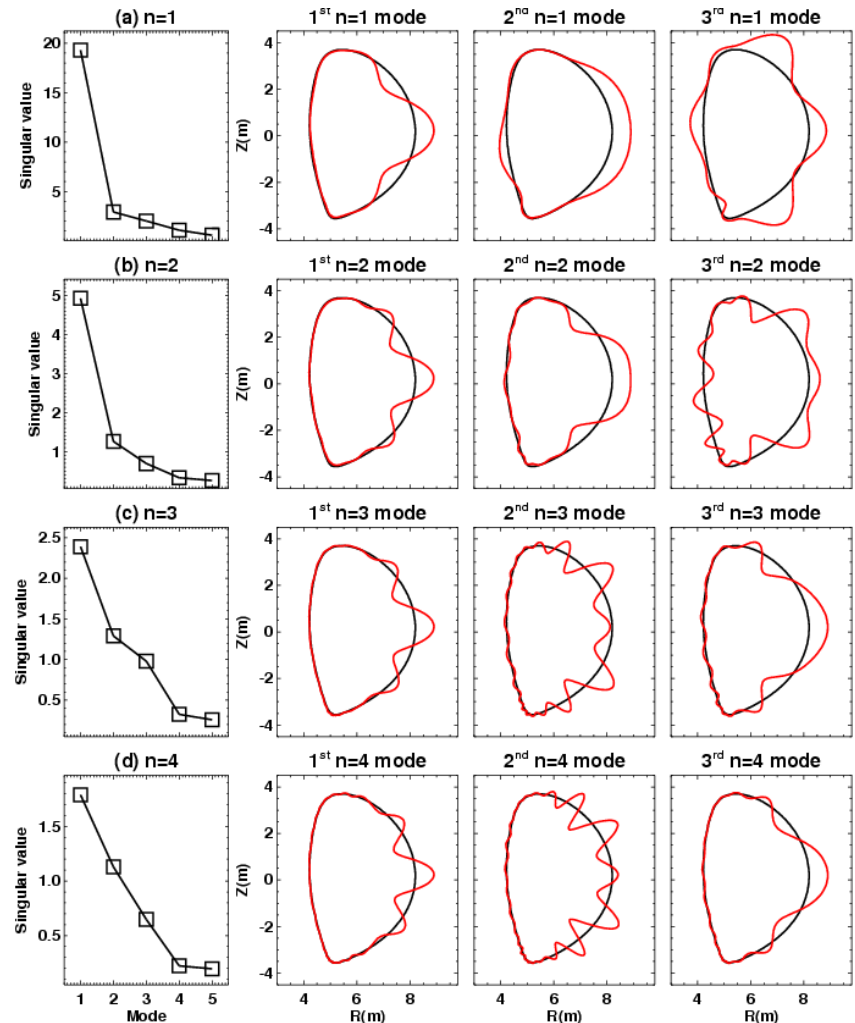 (a) n=1
1st n=1 mode
2nd n=1 mode
3rd n=1 mode
Singular value
20
15
10
5
Z(m)
4
2
0
-2
-4
(b) n=2
1st n=2 mode
2nd n=2 mode
3rd n=2 mode
Singular value
5
4
3
2
1
Z(m)
4
2
0
-2
-4
(c) n=3
1st n=3 mode
2nd n=3 mode
3rd n=3 mode
Singular value
2.5
2.0
1.5
1.0
0.5
Z(m)
4
2
0
-2
-4
(d) n=4
1st n=4 mode
2nd n=4 mode
3rd n=4 mode
Singular value
1.5
1.0
0.5
Z(m)
4
2
0
-2
-4
1 2 3 4 5
4 6 8
4 6 8
4 6 8
Mode
R(m)
R(m)
R(m)